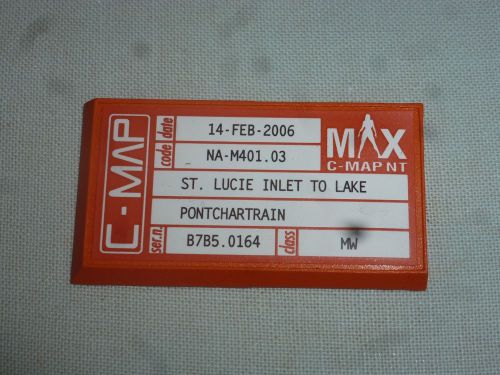 C-MAP
date 14-FEB-2006
code NA-M401.03
MAX
C-MAP NT
ST. LUCIE INLET TO LAKE
PONTCHARTRAIN
ser.n. B7B5.0164 class MW